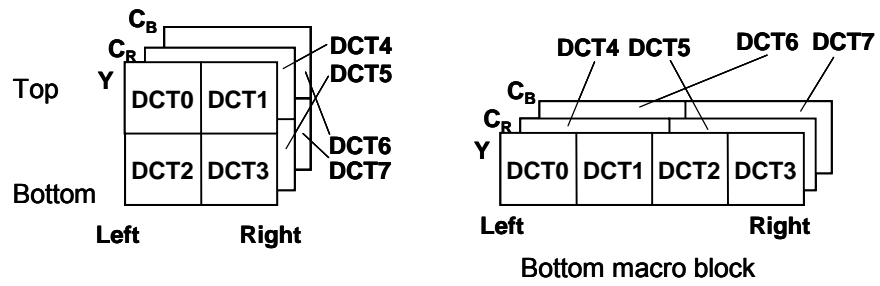 C_B
C_R
Y
DCT4
DCT5
Top
DCT0 DCT1
DCT6
DCT2 DCT3
DCT7
Bottom
Left Right
DCT4 DCT5 DCT6 DCT7
C_B
C_R
Y
DCT0 DCT1 DCT2 DCT3
Left Right
Bottom macro block